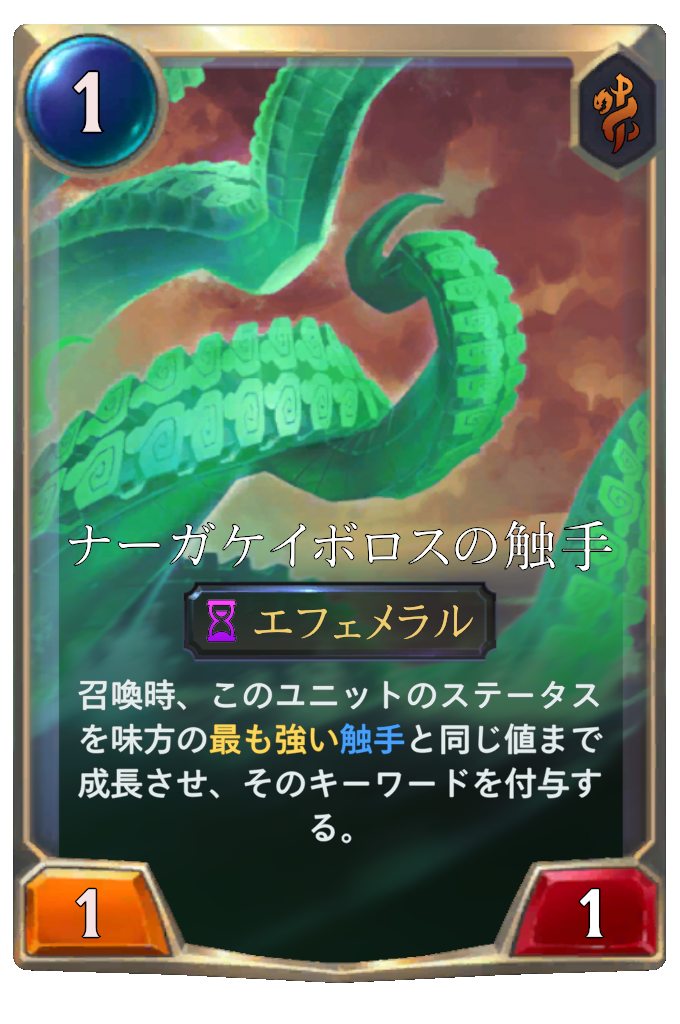 1
ナーガケイボロスの触手
エフェメラル
召喚時、このユニットのステータス
を味方の最も強い触手と同じ値まで
成長させ、そのキーワードを付与す
る。
1
1